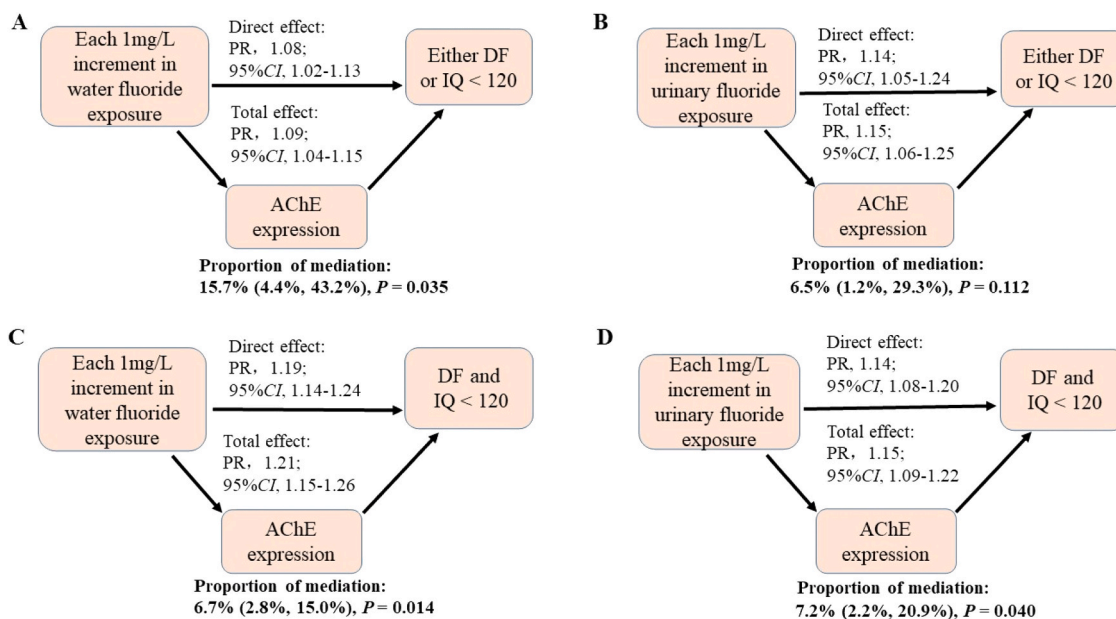 A
Each 1mg/L
increment in
water fluoride
exposure
Direct effect:
PR， 1.08;
95%CI, 1.02-1.13
Total effect:
PR， 1.09;
95%CI, 1.04-1.15
Either DF
or IQ < 120
AChE
expression
Proportion of mediation:
15.7% (4.4%, 43.2%), P = 0.035
B
Each 1mg/L
increment in
urinary fluoride
exposure
Direct effect:
PR， 1.14;
95%CI, 1.05-1.24
Total effect:
PR, 1.15;
95%CI, 1.06-1.25
Either DF
or IQ < 120
AChE
expression
Proportion of mediation:
6.5% (1.2%, 29.3%), P = 0.112
C
Each 1mg/L
increment in
water fluoride
exposure
Direct effect:
PR， 1.19;
95%CI, 1.14-1.24
Total effect:
PR， 1.21;
95%CI, 1.15-1.26
DF and
IQ < 120
AChE
expression
Proportion of mediation:
6.7% (2.8%, 15.0%), P = 0.014
D
Each 1mg/L
increment in
urinary fluoride
exposure
Direct effect:
PR, 1.14;
95%CI, 1.08-1.20
Total effect:
PR， 1.15;
95%CI, 1.09-1.22
DF and
IQ < 120
AChE
expression
Proportion of mediation:
7.2% (2.2%, 20.9%), P = 0.040